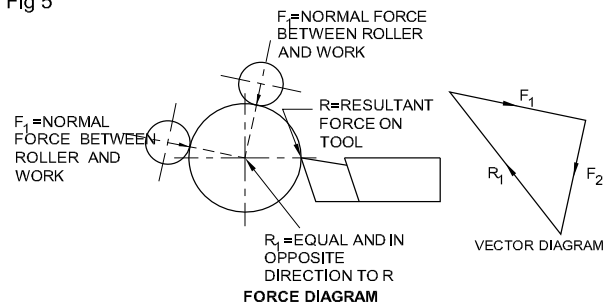 Fig 5
F1=NORMAL FORCE
BETWEEN ROLLER
AND WORK
F1=NORMAL
FORCE BETWEEN
ROLLER AND
WORK
R=RESULTANT
FORCE ON
TOOL
R1=EQUAL AND IN
OPPOSITE
DIRECTION TO R
FORCE DIAGRAM
F1
F2
R1
VECTOR DIAGRAM